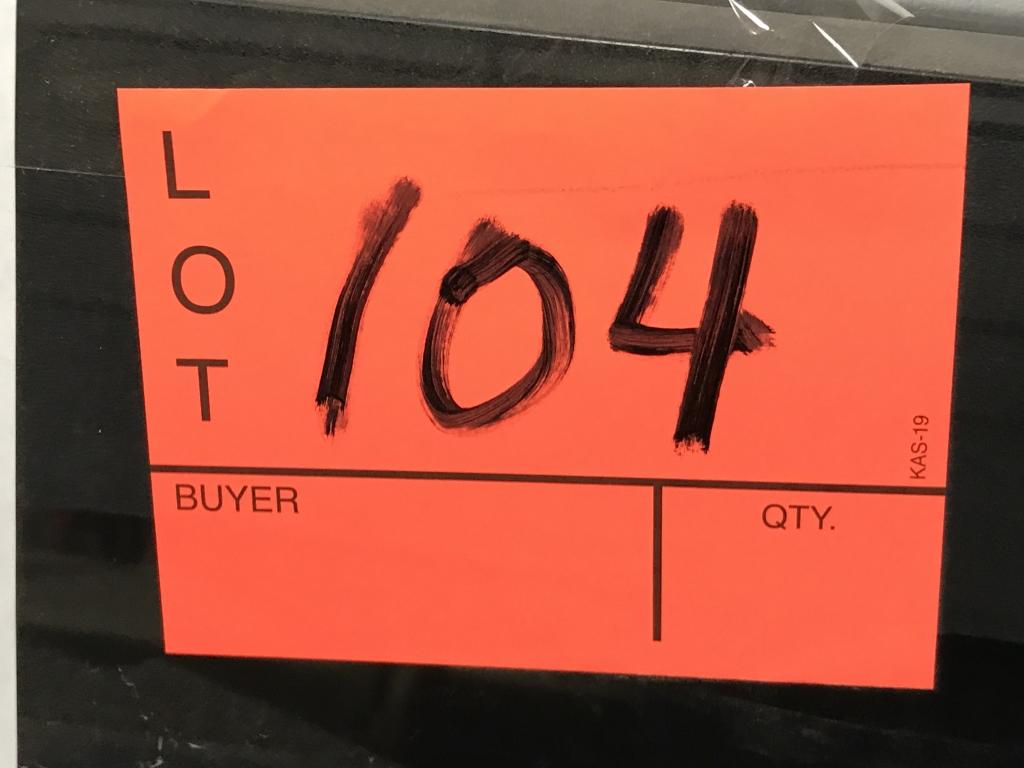 LOT
104
KAS-19
BUYER
QTY.